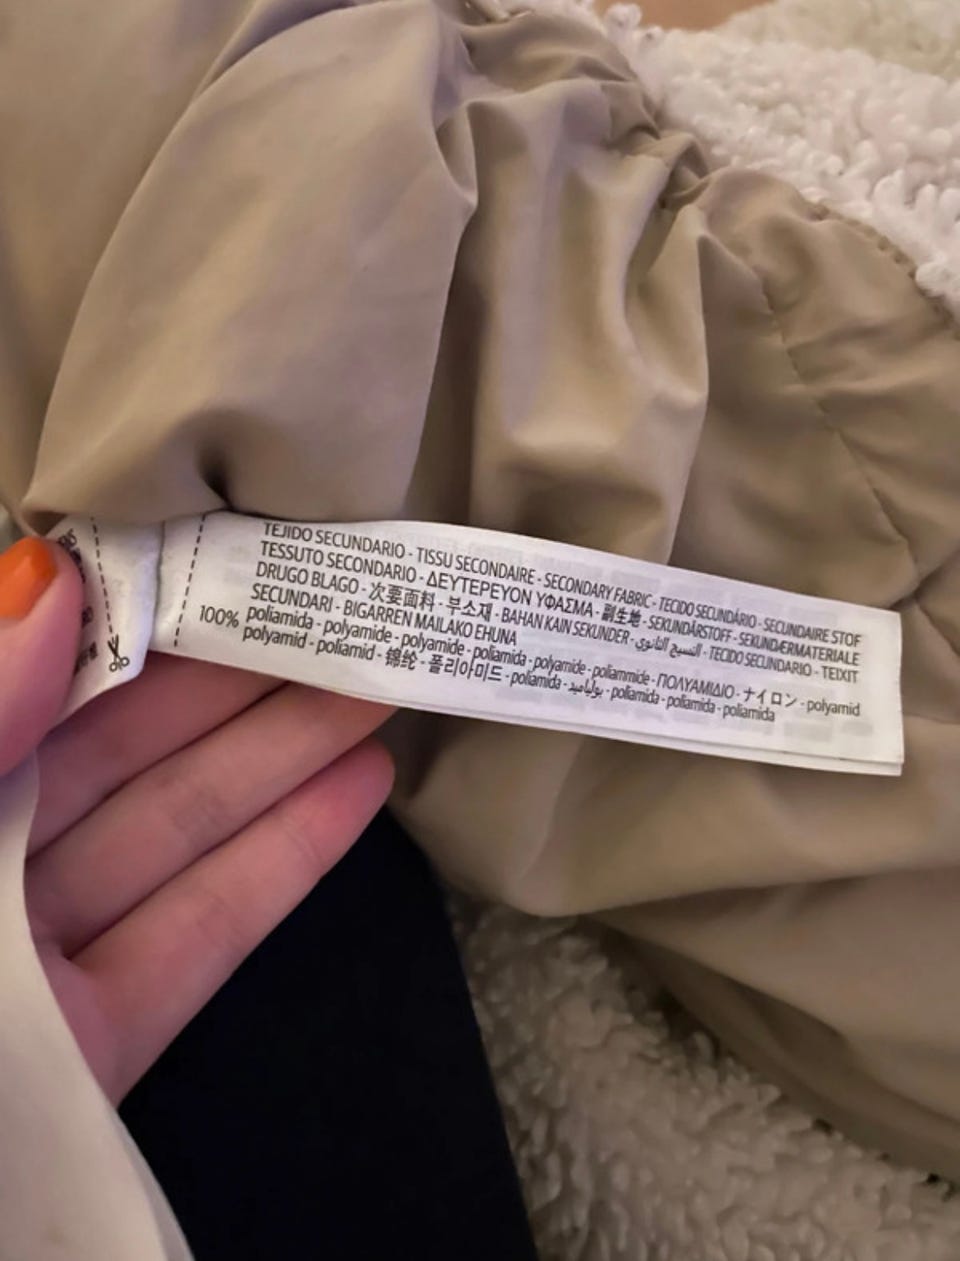 TEJIDO SECUNDARIO - TISSU SECONDAIRE - SECONDARY FABRIC - TECIDO SECUNDÁRIO - SECUNDAIRE STOF
TESSUTO SECONDARIO - ΔΕΥΤΕΡΕΥΟΝ ΥΦΑΣΜΑ - 副生地 - SEKUNDÄRSTOFF - SEKUNDÆRMATERIALE
DRUGO BLAGO - 次要面料 - 부소재 - BAHAN KAIN SEKUNDER - النسيج الثانوي - TECIDO SECUNDARIO - TEIXIT
SECUNDARI - BIGARREN MAILAKO EHUNA
100% poliamida - polyamide - polyamide - poliamida - polyamide - poliammide - ΠΟΛΥΑΜΙΔΙΟ - ナイロン - polyamid
polyamid - poliamid - 锦纶 - 폴리아미드 - poliamida - بولياميد - poliamida - poliamida - poliamida